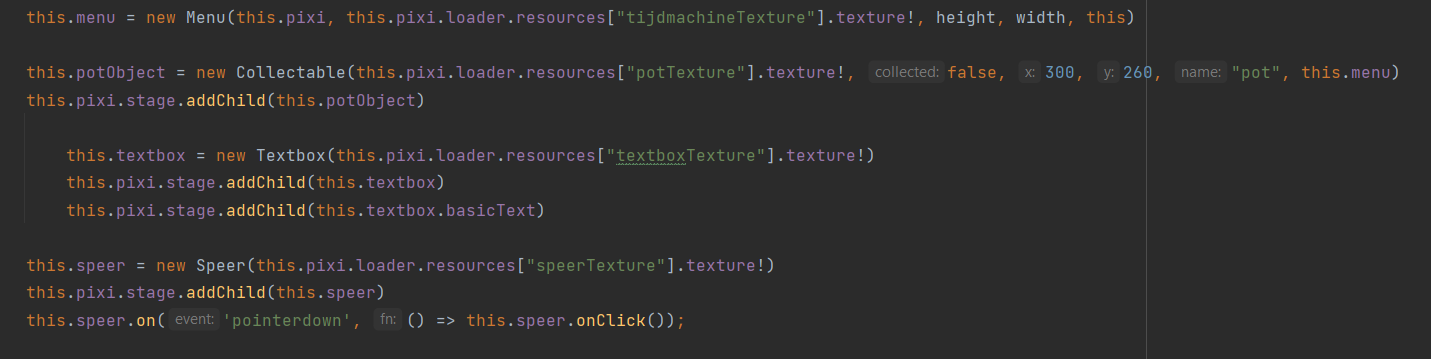 this.menu = new Menu(this.pixi, this.pixi.loader.resources["tijdmachineTexture"].texture!, height, width, this)
this.potObject = new Collectable(this.pixi.loader.resources["potTexture"].texture!, collected: false, x: 300, y: 260, name: "pot", this.menu)
this.pixi.stage.addChild(this.potObject)
this.textbox = new Textbox(this.pixi.loader.resources["textboxTexture"].texture!)
this.pixi.stage.addChild(this.textbox)
this.pixi.stage.addChild(this.textbox.basicText)
this.speer = new Speer(this.pixi.loader.resources["speerTexture"].texture!)
this.pixi.stage.addChild(this.speer)
this.speer.on( event: 'pointerdown', fn: () => this.speer.onClick());